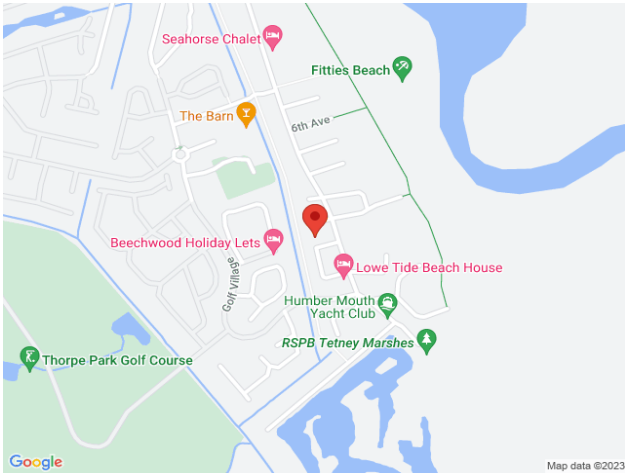 Seahorse Chalet
Fitties Beach
The Barn
6th Ave
Beechwood Holiday Lets
Golf Village
Lowe Tide Beach House
Humber Mouth
Yacht Club
RSPB Tetney Marshes
Thorpe Park Golf Course
Google
Map data ©2023